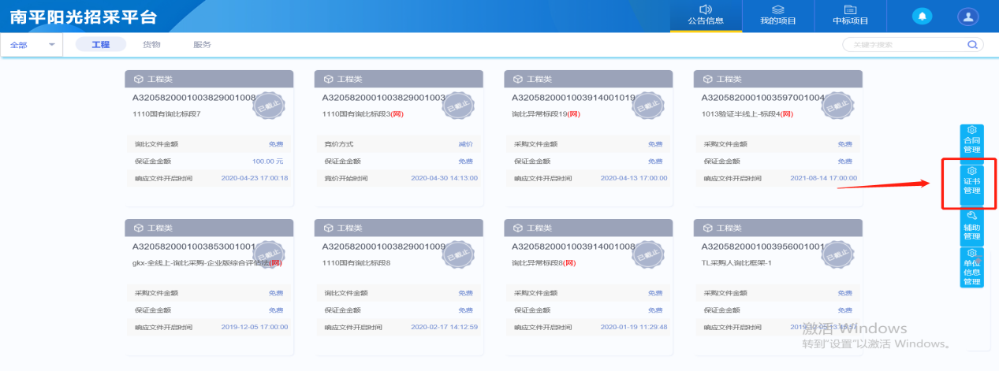 南平阳光招采平台
公告信息
我的项目
中标项目
全部
工程
货物
服务
关键字搜索
工程类
A3205820001003829001008
已截止
1110国有询比标段7
询比文件金额 免费
保证金金额 100.00 元
响应文件开启时间 2020-04-23 17:00:18
工程类
A3205820001003829001003
已截止
1110国有询比标段3(网)
竞价方式 减价
保证金金额 免费
竞价开始时间 2020-04-30 14:13:00
工程类
A3205820001003914001019
已截止
询比异常标段19(网)
采购文件金额 免费
保证金金额 免费
响应文件开启时间 2020-04-13 17:00:00
工程类
A3205820001003597001004
已截止
1013验证半线上-标段4(网)
采购文件金额 免费
保证金金额 免费
响应文件开启时间 2021-08-14 17:00:00
合同
管理
证书
管理
辅助
管理
单位
信息
管理
工程类
A3205820001003853001001
已截止
gkx-全线上-询比采购-企业版综合评估法(网)
采购文件金额 免费
保证金金额 免费
响应文件开启时间 2019-12-05 17:00:00
工程类
A3205820001003829001009
已截止
1110国有询比标段8
询比文件金额 免费
保证金金额 免费
响应文件开启时间 2020-02-17 14:12:59
工程类
A3205820001003914001008
已截止
询比异常标段8(网)
采购文件金额 免费
保证金金额 免费
响应文件开启时间 2020-01-19 11:29:48
工程类
A3205820001003956001001
已截止
TL采购人询比框架-1
采购文件金额 免费
保证金金额 免费
响应文件开启时间
激活 Windows
转到"设置"以激活 Windows。